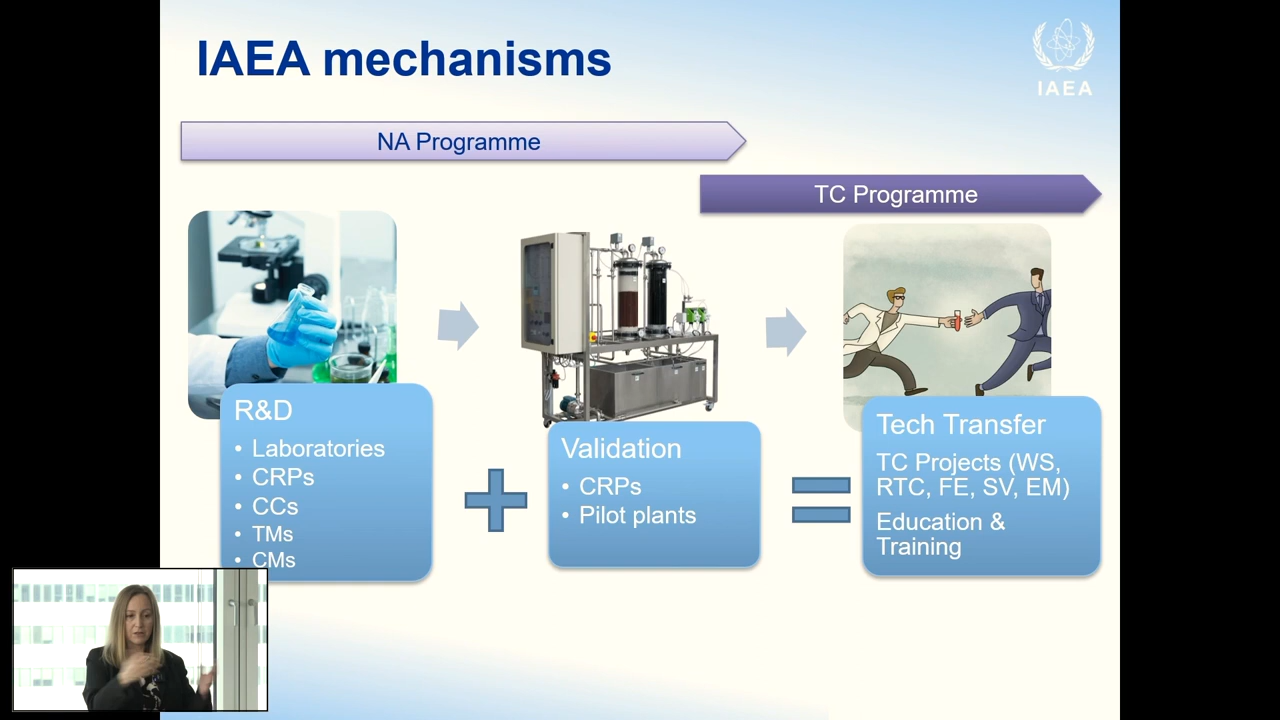 IAEA mechanisms
IAEA
NA Programme
TC Programme
R&D
• Laboratories
• CRPs
• CCs
• TMs
• CMs
Validation
• CRPs
• Pilot plants
Tech Transfer
TC Projects (WS,
RTC, FE, SV, EM)
Education &
Training